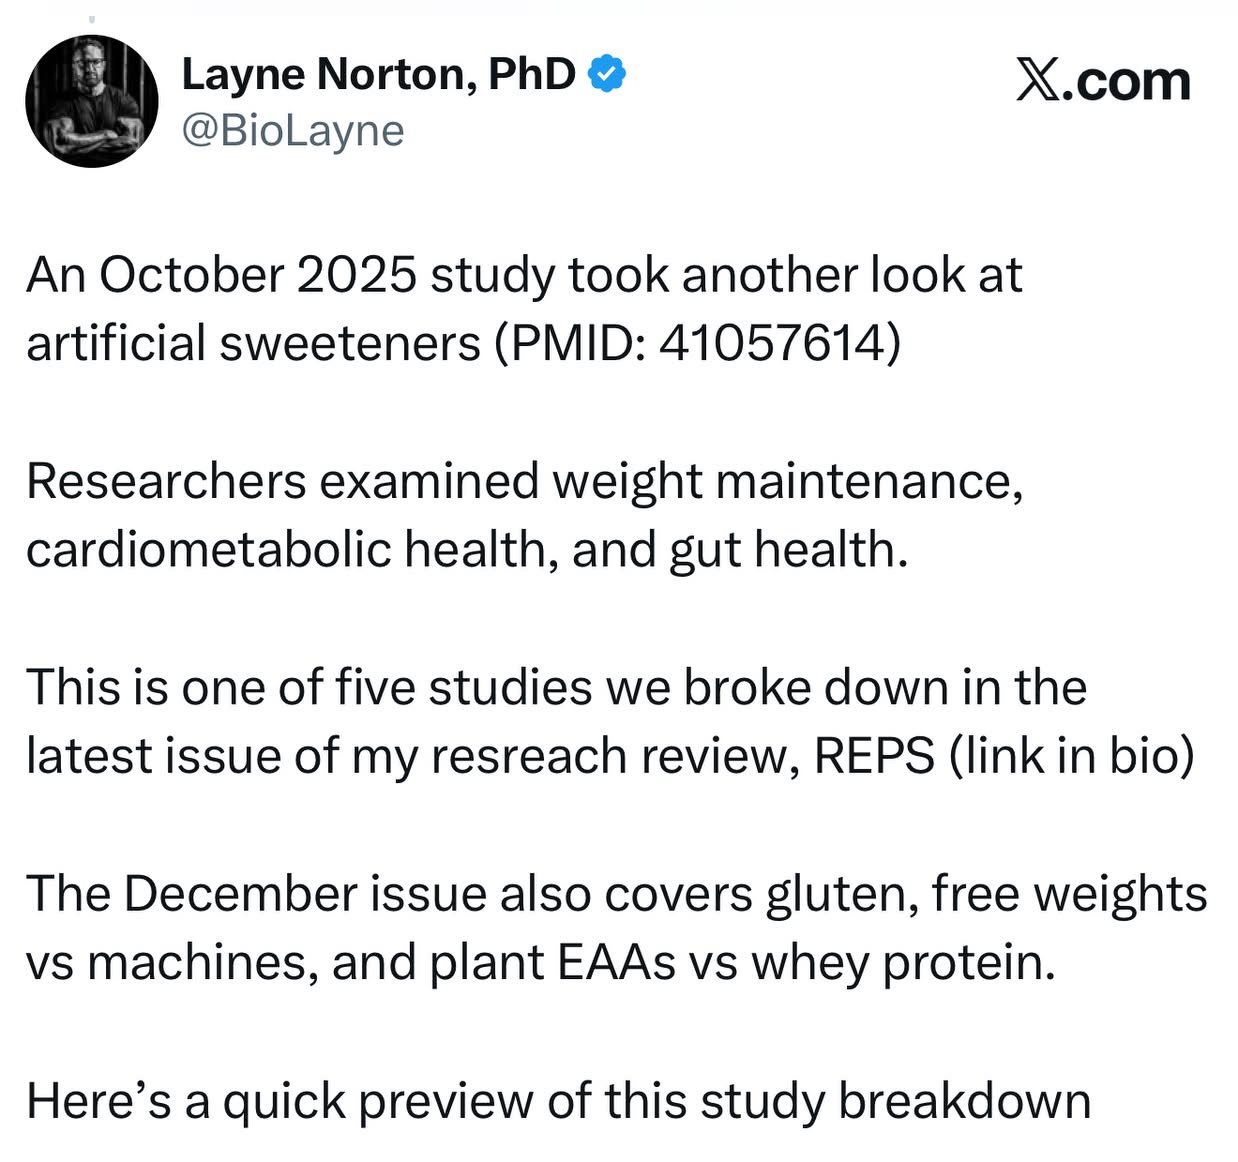 Layne Norton, PhD
X.com
@BioLayne
An October 2025 study took another look at
artificial sweeteners (PMID: 41057614)
Researchers examined weight maintenance,
cardiometabolic health, and gut health.
This is one of five studies we broke down in the
latest issue of my resreach review, REPS (link in bio)
The December issue also covers gluten, free weights
vs machines, and plant EAAs vs whey protein.
Here’s a quick preview of this study breakdown